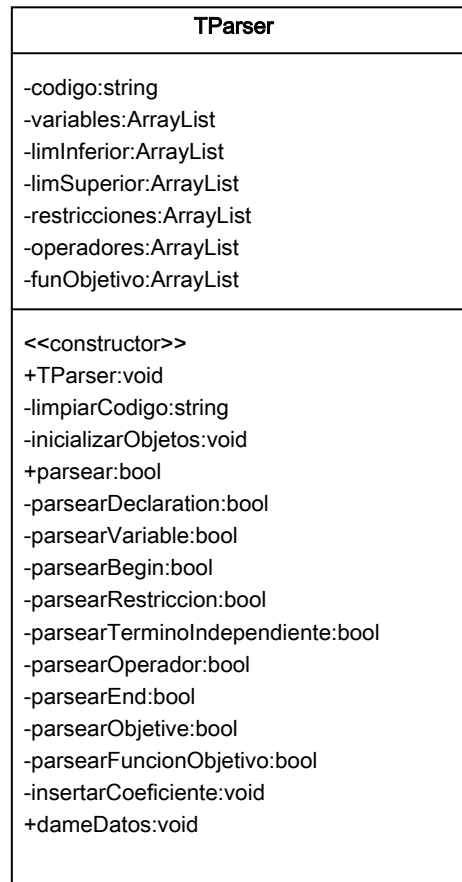 TParser
-codigo:string
-variables:ArrayList
-limInferior:ArrayList
-limSuperior:ArrayList
-restricciones:ArrayList
-operadores:ArrayList
-funObjetivo:ArrayList
<<constructor>>
+TParser:void
-limpiarCodigo:string
-inicializarObjetos:void
+parsear:bool
-parsearDeclaration:bool
-parsearVariable:bool
-parsearBegin:bool
-parsearRestriccion:bool
-parsearTerminoIndependiente:bool
-parsearOperador:bool
-parsearEnd:bool
-parsearObjetive:bool
-parsearFuncionObjetivo:bool
-insertarCoeficiente:void
+dameDatos:void